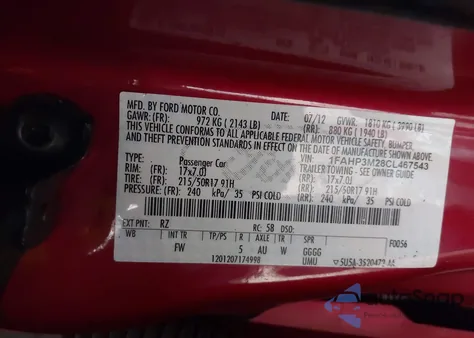 MFD. BY FORD MOTOR CO. DATE: 07/12 GVWR: 1810 KG ( 3990 LB)
GAWR: (FR): 972 KG ( 2143 LB) (RR): 880 KG ( 1940 LB)
THIS VEHICLE CONFORMS TO ALL APPLICABLE FEDERAL MOTOR VEHICLE SAFETY, BUMPER,
AND THEFT PREVENTION STANDARDS IN EFFECT ON THE DATE OF MANUFACTURE SHOWN ABOVE.
VIN: 1FAHP3M28CL467543
TYPE: Passenger Car TRAILER TOWING - SEE OWNERS GUIDE
RIM: (FR): 17x7.0J (RR): 17x7.0J
TIRE: (FR): 215/50R17 91H (RR): 215/50R17 91H
PRESSURE: (FR): 240 kPa/ 35 PSI COLD (RR): 240 kPa/ 35 PSI COLD
EXT PNT: RZ RC: 5B DSO: F0056
WB INT TR TP/PS R AXLE TR SPR
FW 5 AU W GGGG
1201207174998 UMU
autoSnap